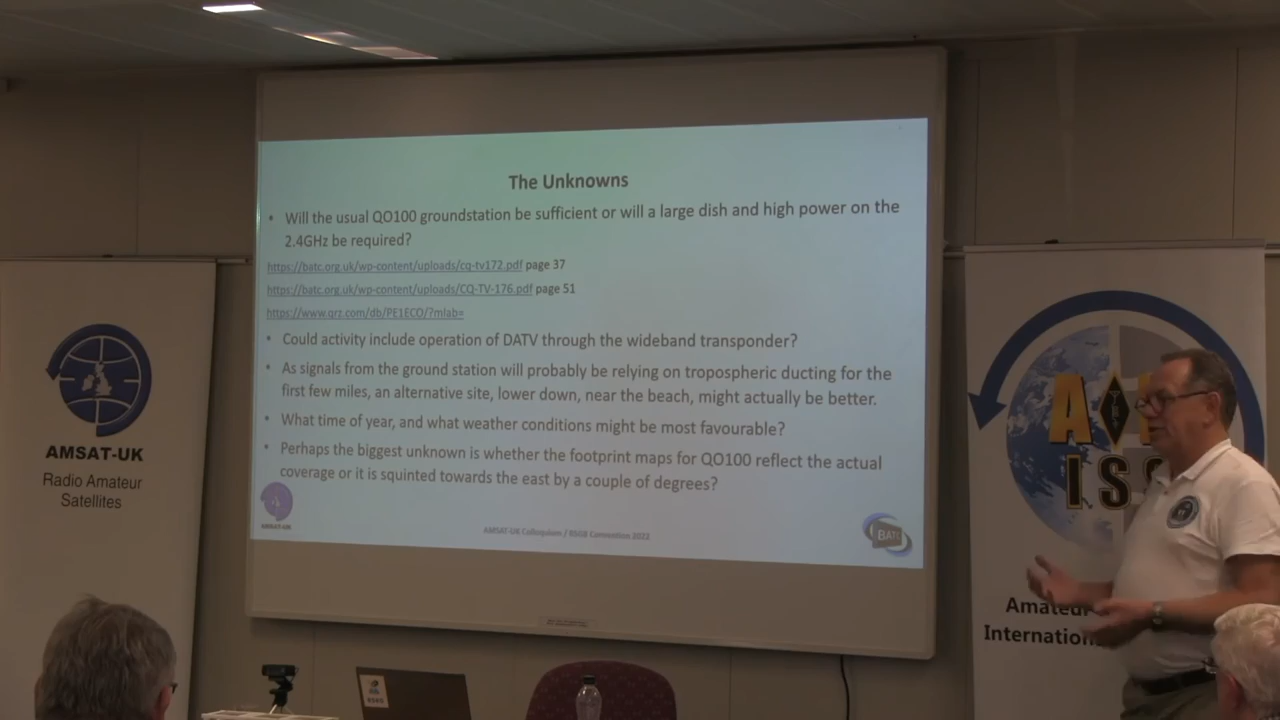 The Unknowns
• Will the usual QO100 groundstation be sufficient or will a large dish and high power on the
2.4GHz be required?
https://batc.org.uk/wp-content/uploads/cq-tv172.pdf page 37
https://batc.org.uk/wp-content/uploads/CQ-TV-176.pdf page 51
https://www.qrz.com/db/PE1ECO/?mlab=
• Could activity include operation of DATV through the wideband transponder?
• As signals from the ground station will probably be relying on tropospheric ducting for the
first few miles, an alternative site, lower down, near the beach, might actually be better.
• What time of year, and what weather conditions might be most favourable?
• Perhaps the biggest unknown is whether the footprint maps for QO100 reflect the actual
coverage or it is squinted towards the east by a couple of degrees?
AMSAT-UK
AMSAT-UK Colloquium / RSGB Convention 2022
BATC
AMSAT-UK
Radio Amateur
Satellites
A
ISS
Amateur
Internation